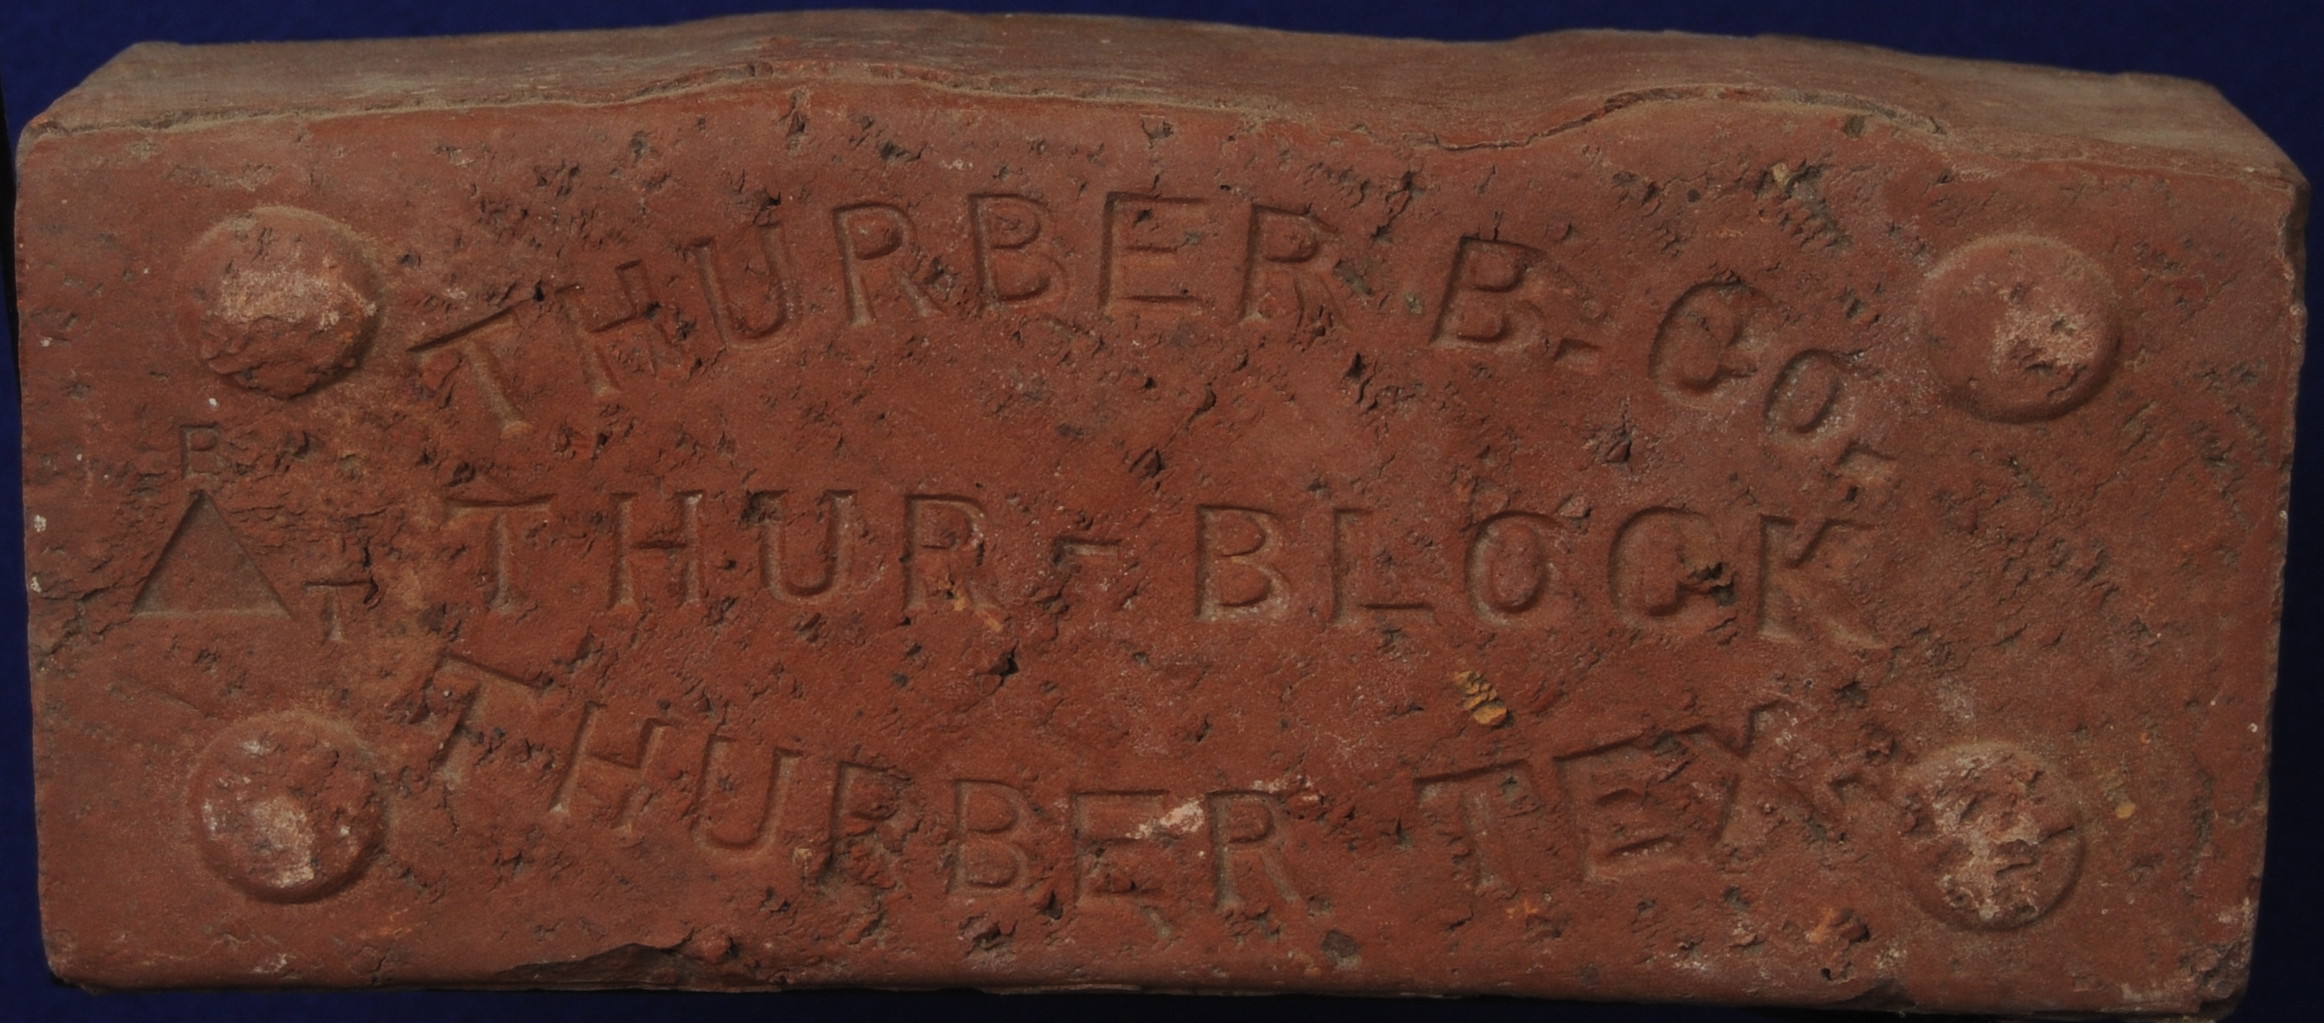 THURBER B. CO.
B
△ T
THUR-BLOCK
THURBER TEX